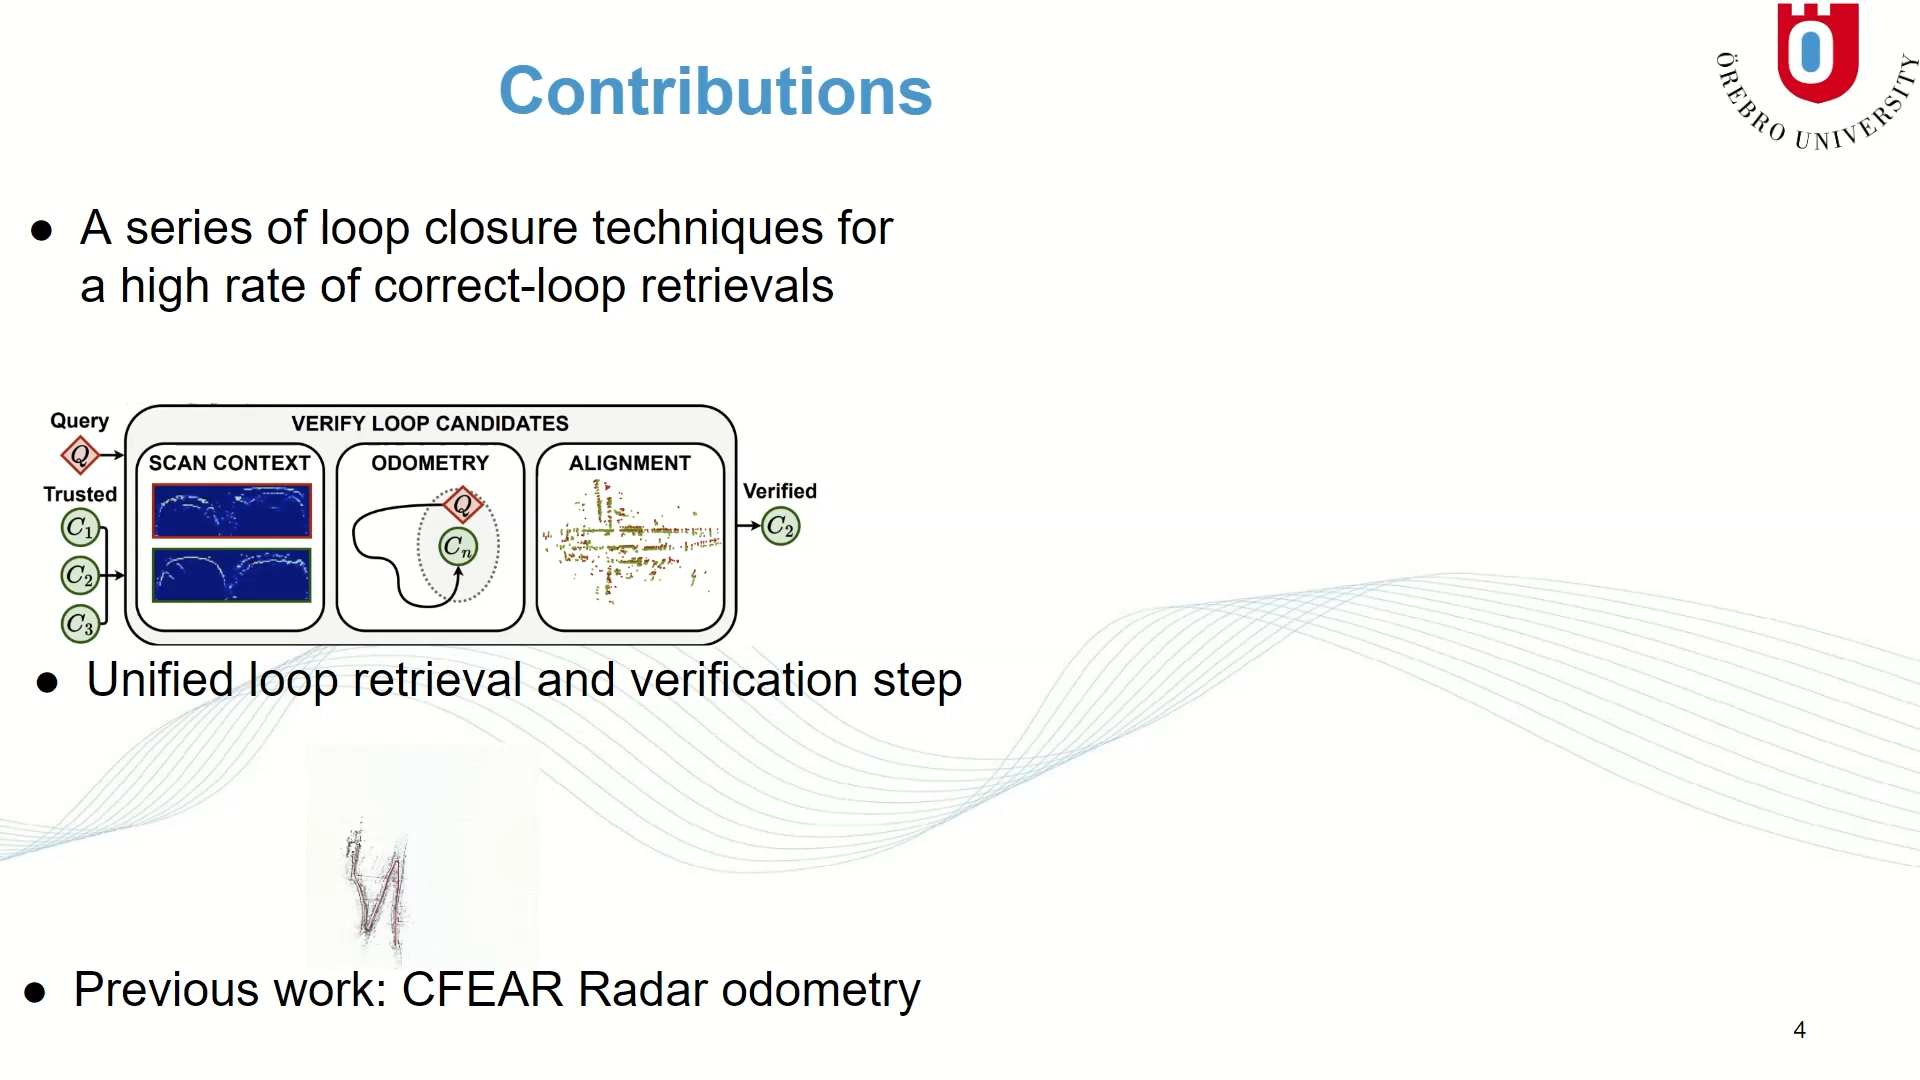 Contributions
ÖREBRO UNIVERSITY
● A series of loop closure techniques for
a high rate of correct-loop retrievals
Query
Q
Trusted
C1
C2
C3
VERIFY LOOP CANDIDATES
SCAN CONTEXT
ODOMETRY
Q
Cn
ALIGNMENT
Verified
C2
● Unified loop retrieval and verification step
● Previous work: CFEAR Radar odometry
4